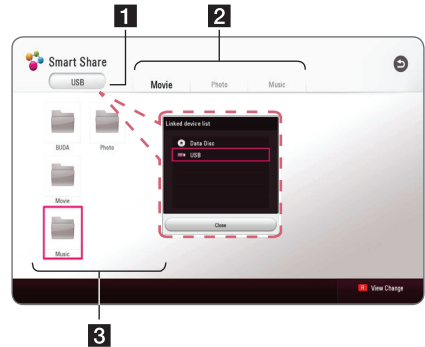 1
2
Smart Share
USB
Movie
Photo
Music
Linked device list
Data Disc
USB
Close
BUDA
Photo
Movie
Music
R View Change
3